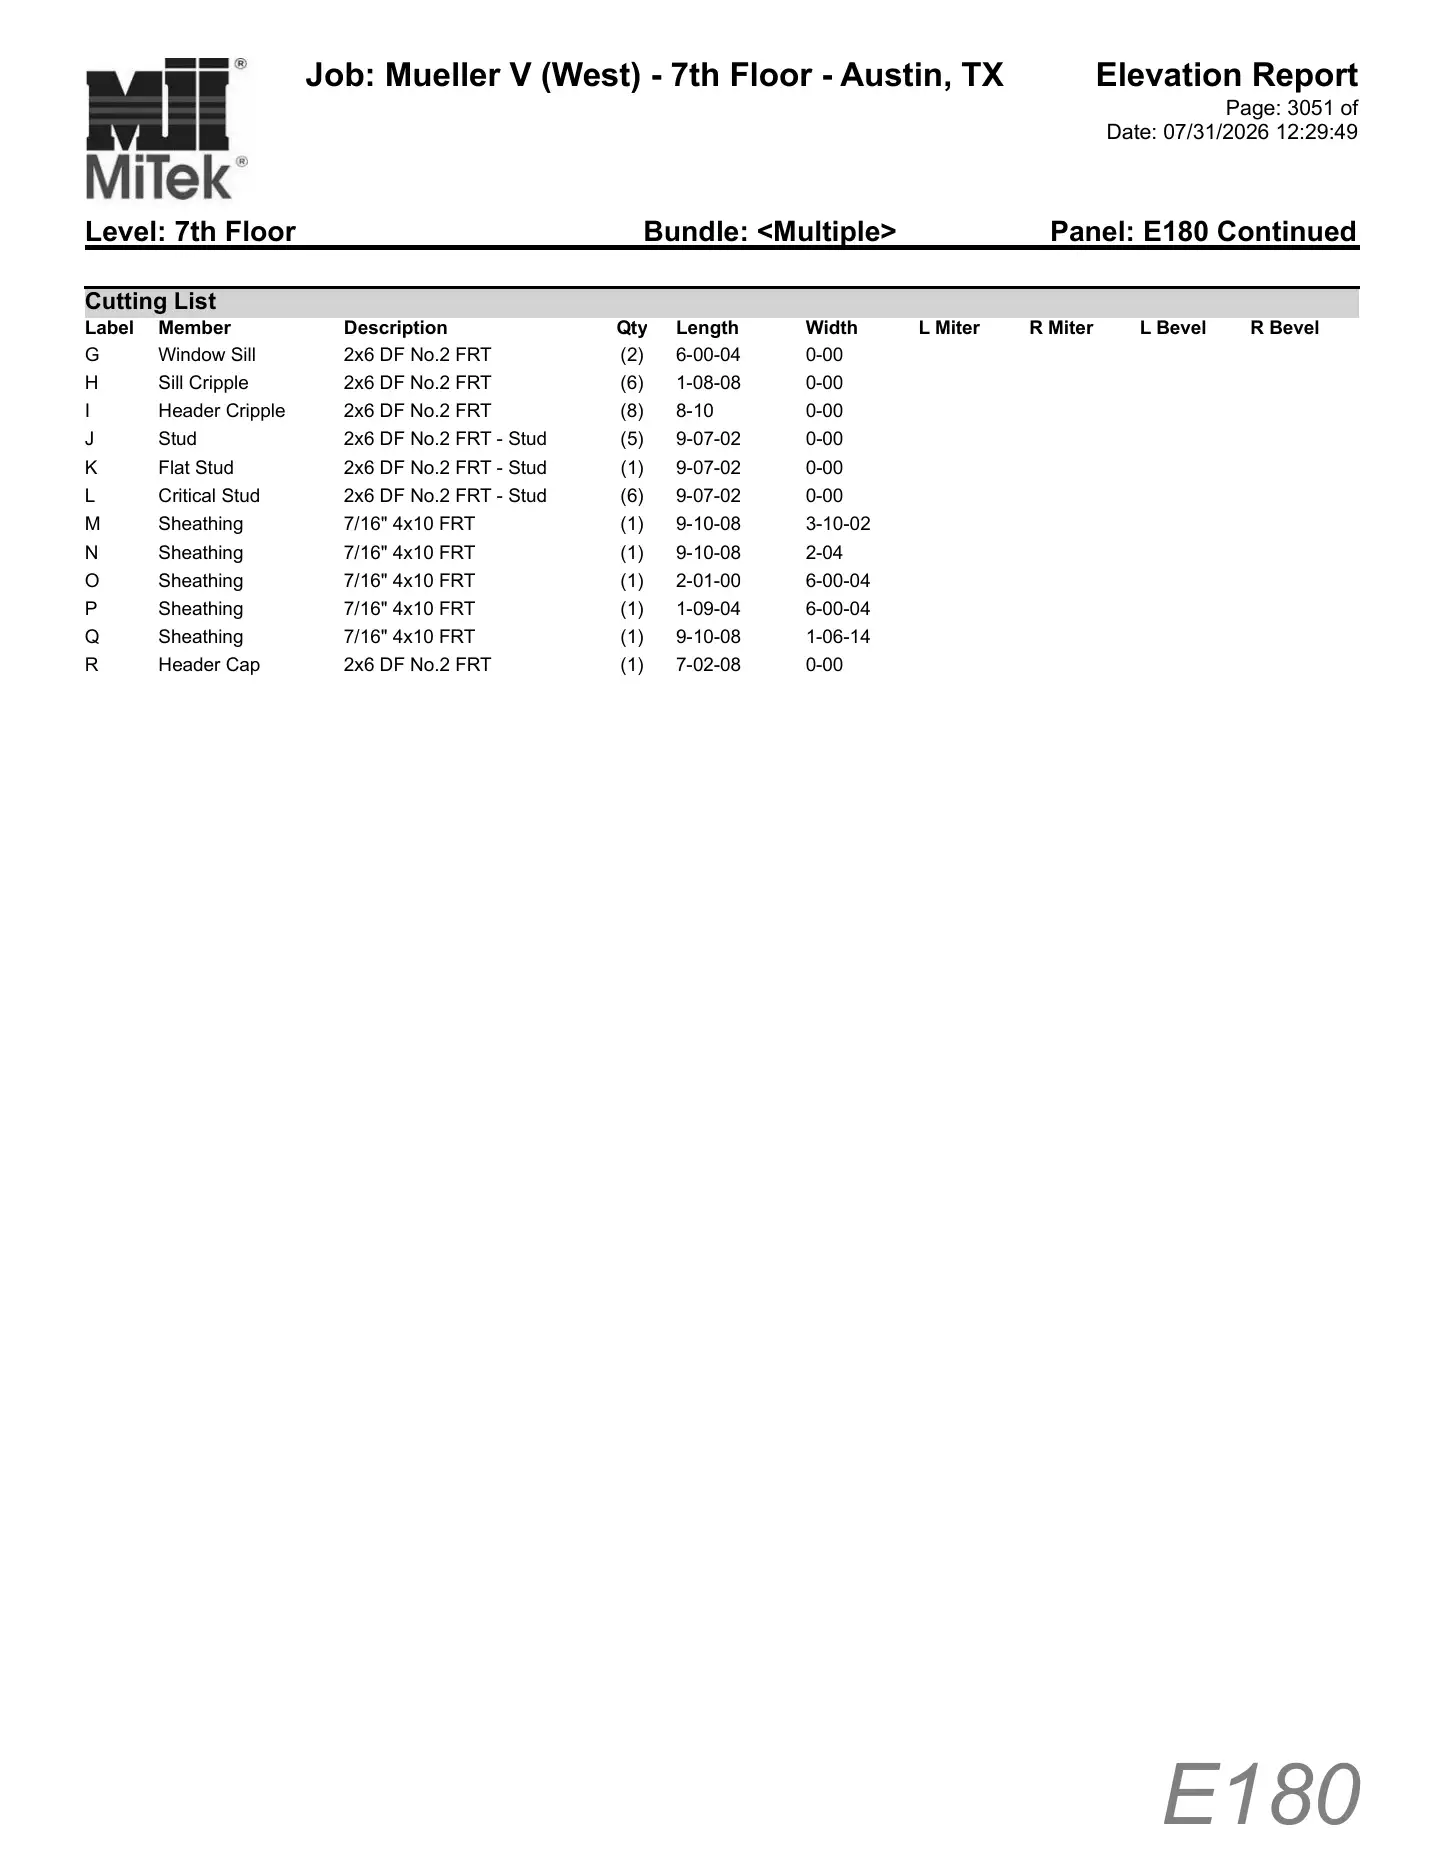 MiTek®
Job: Mueller V (West) - 7th Floor - Austin, TX
Elevation Report
Page: 3051 of
Date: 07/31/2026 12:29:49
Level: 7th Floor Bundle: <Multiple> Panel: E180 Continued
Cutting List
Label Member Description Qty Length Width L Miter R Miter L Bevel R Bevel
G Window Sill 2x6 DF No.2 FRT (2) 6-00-04 0-00
H Sill Cripple 2x6 DF No.2 FRT (6) 1-08-08 0-00
I Header Cripple 2x6 DF No.2 FRT (8) 8-10 0-00
J Stud 2x6 DF No.2 FRT - Stud (5) 9-07-02 0-00
K Flat Stud 2x6 DF No.2 FRT - Stud (1) 9-07-02 0-00
L Critical Stud 2x6 DF No.2 FRT - Stud (6) 9-07-02 0-00
M Sheathing 7/16" 4x10 FRT (1) 9-10-08 3-10-02
N Sheathing 7/16" 4x10 FRT (1) 9-10-08 2-04
O Sheathing 7/16" 4x10 FRT (1) 2-01-00 6-00-04
P Sheathing 7/16" 4x10 FRT (1) 1-09-04 6-00-04
Q Sheathing 7/16" 4x10 FRT (1) 9-10-08 1-06-14
R Header Cap 2x6 DF No.2 FRT (1) 7-02-08 0-00
E180